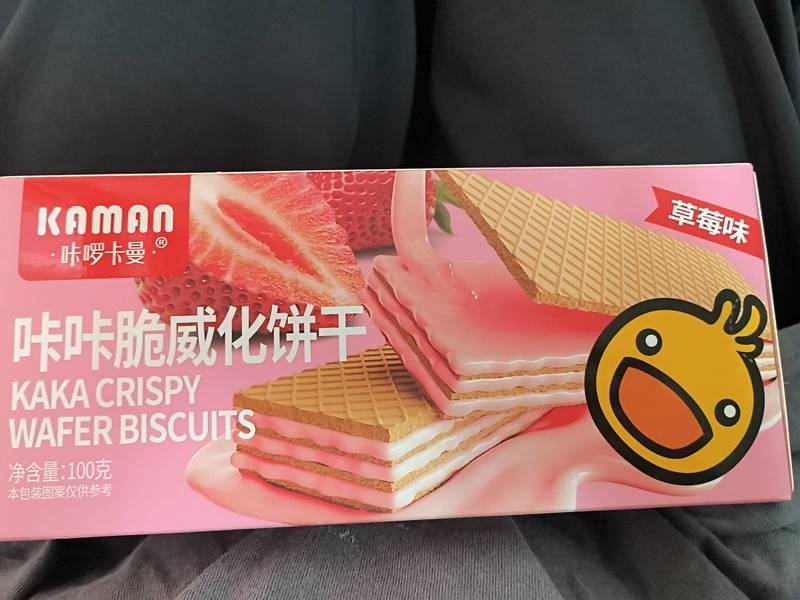 KAMAN
·咔啰卡曼·®
草莓味
咔咔脆威化饼干
KAKA CRISPY
WAFER BISCUITS
净含量:100克
本包装图案仅供参考